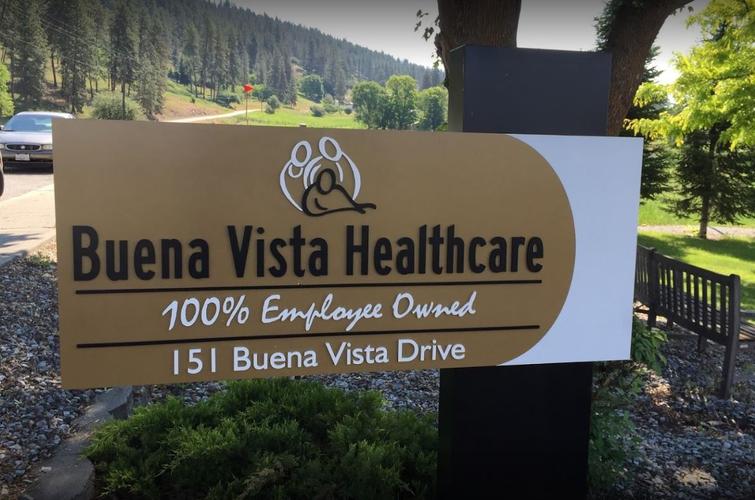 Buena Vista Healthcare
100% Employee Owned
151 Buena Vista Drive